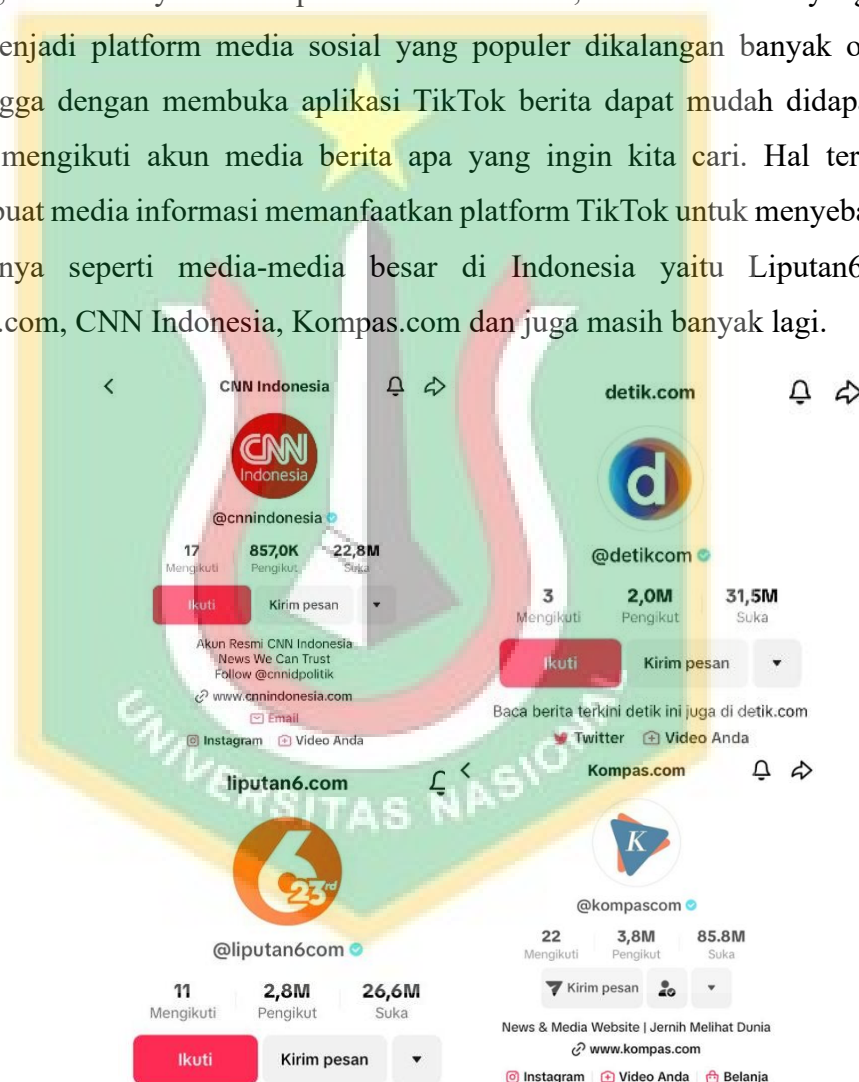 enjadi platform media sosial yang populer dikalangan banyak o
gga dengan membuka aplikasi TikTok berita dapat mudah didapa
mengikuti akun media berita apa yang ingin kita cari. Hal ter
buat media informasi memanfaatkan platform TikTok untuk menyeba
nya seperti media-media besar di Indonesia yaitu Liputan6
.com, CNN Indonesia, Kompas.com dan juga masih banyak lagi.
CNN Indonesia
CNN
Indonesia
@cnnindonesia
17 857,0K 22,8M
Mengikuti Pengikut Suka
Ikuti Kirim pesan
Akun Resmi CNN Indonesia
News We Can Trust
Follow @cnnidpolitik
www.cnnindonesia.com
Email
Instagram Video Anda
detik.com
d
@detikcom
3 2,0M 31,5M
Mengikuti Pengikut Suka
Ikuti Kirim pesan
Baca berita terkini detik ini juga di detik.com
Twitter Video Anda
liputan6.com
6
23rd
@liputan6com
11 2,8M 26,6M
Mengikuti Pengikut Suka
Ikuti Kirim pesan
Kompas.com
K
@kompascom
22 3,8M 85.8M
Mengikuti Pengikut Suka
Kirim pesan
News & Media Website | Jernih Melihat Dunia
www.kompas.com
Instagram Video Anda Belanja
UNIVERSITAS NASIONAL